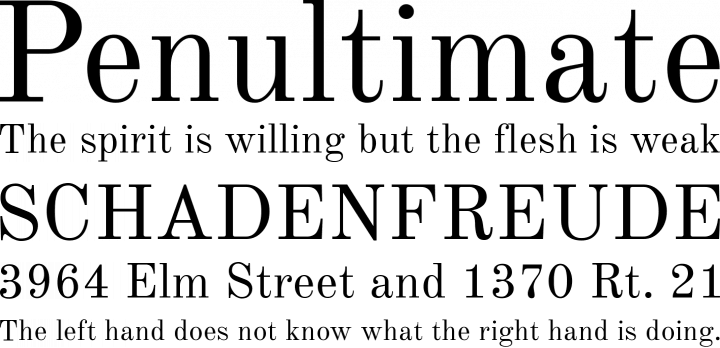 Penultimate
The spirit is willing but the flesh is weak
SCHADENFREUDE
3964 Elm Street and 1370 Rt. 21
The left hand does not know what the right hand is doing.